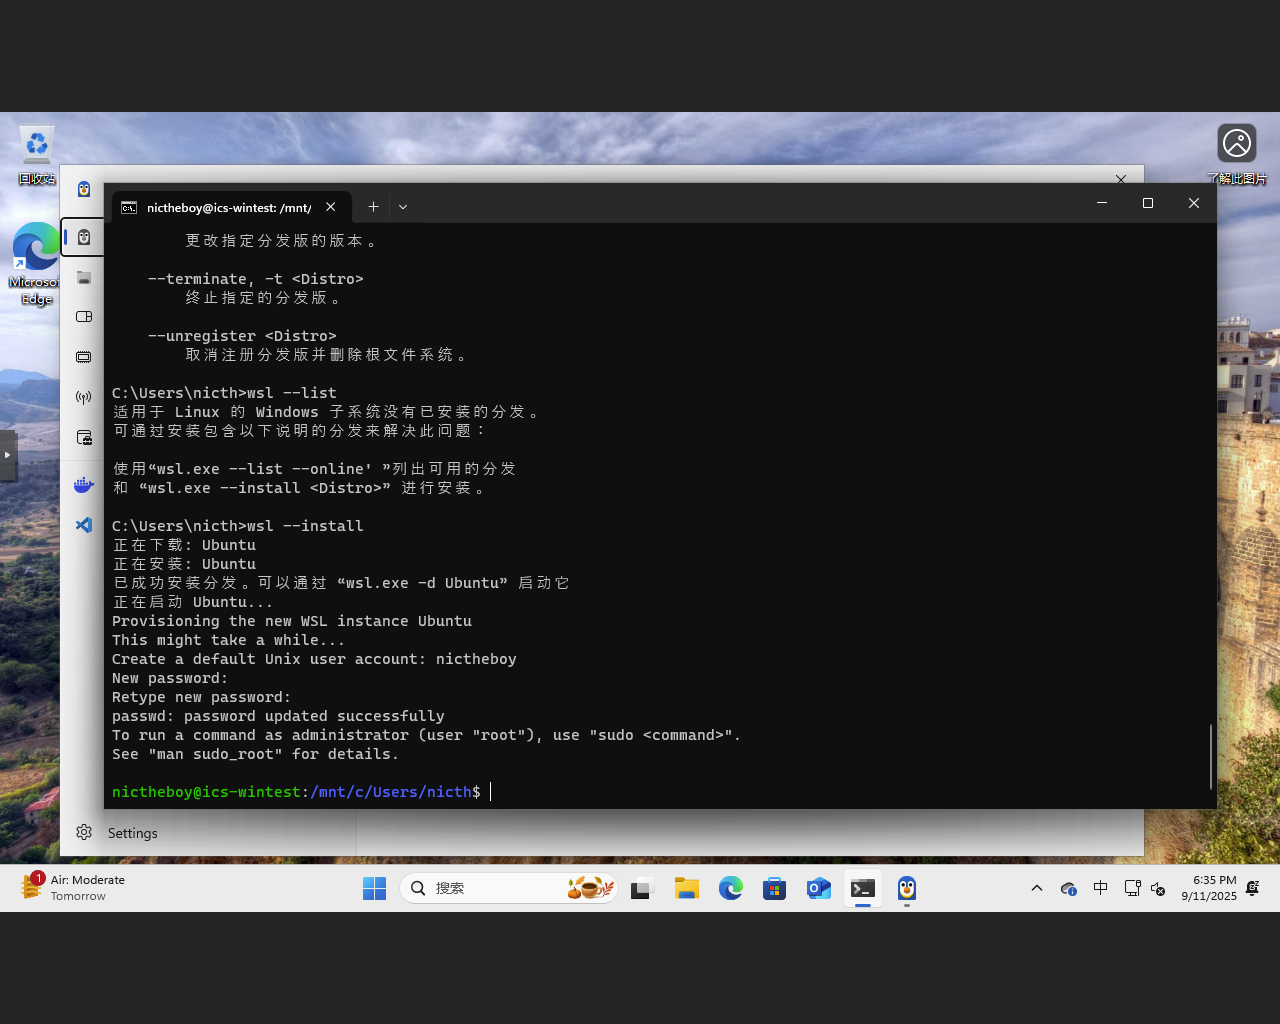 回收站
了解此图片
Microsof
Edge
nictheboy@ics-wintest: /mnt/
更改指定分发版的版本。
--terminate, -t <Distro>
终止指定的分发版。
--unregister <Distro>
取消注册分发版并删除根文件系统。
C:\Users\nicth>wsl --list
适用于 Linux 的 Windows 子系统没有已安装的分发。
可通过安装包含以下说明的分发来解决此问题：
使用“wsl.exe --list --online' ”列出可用的分发
和 “wsl.exe --install <Distro>” 进行安装。
C:\Users\nicth>wsl --install
正在下载: Ubuntu
正在安装: Ubuntu
已成功安装分发。可以通过 “wsl.exe -d Ubuntu” 启动它
正在启动 Ubuntu...
Provisioning the new WSL instance Ubuntu
This might take a while...
Create a default Unix user account: nictheboy
New password:
Retype new password:
passwd: password updated successfully
To run a command as administrator (user "root"), use "sudo <command>".
See "man sudo_root" for details.
nictheboy@ics-wintest:/mnt/c/Users/nicth$
Settings
1
Air: Moderate
Tomorrow
搜索
中
6:35 PM
9/11/2025